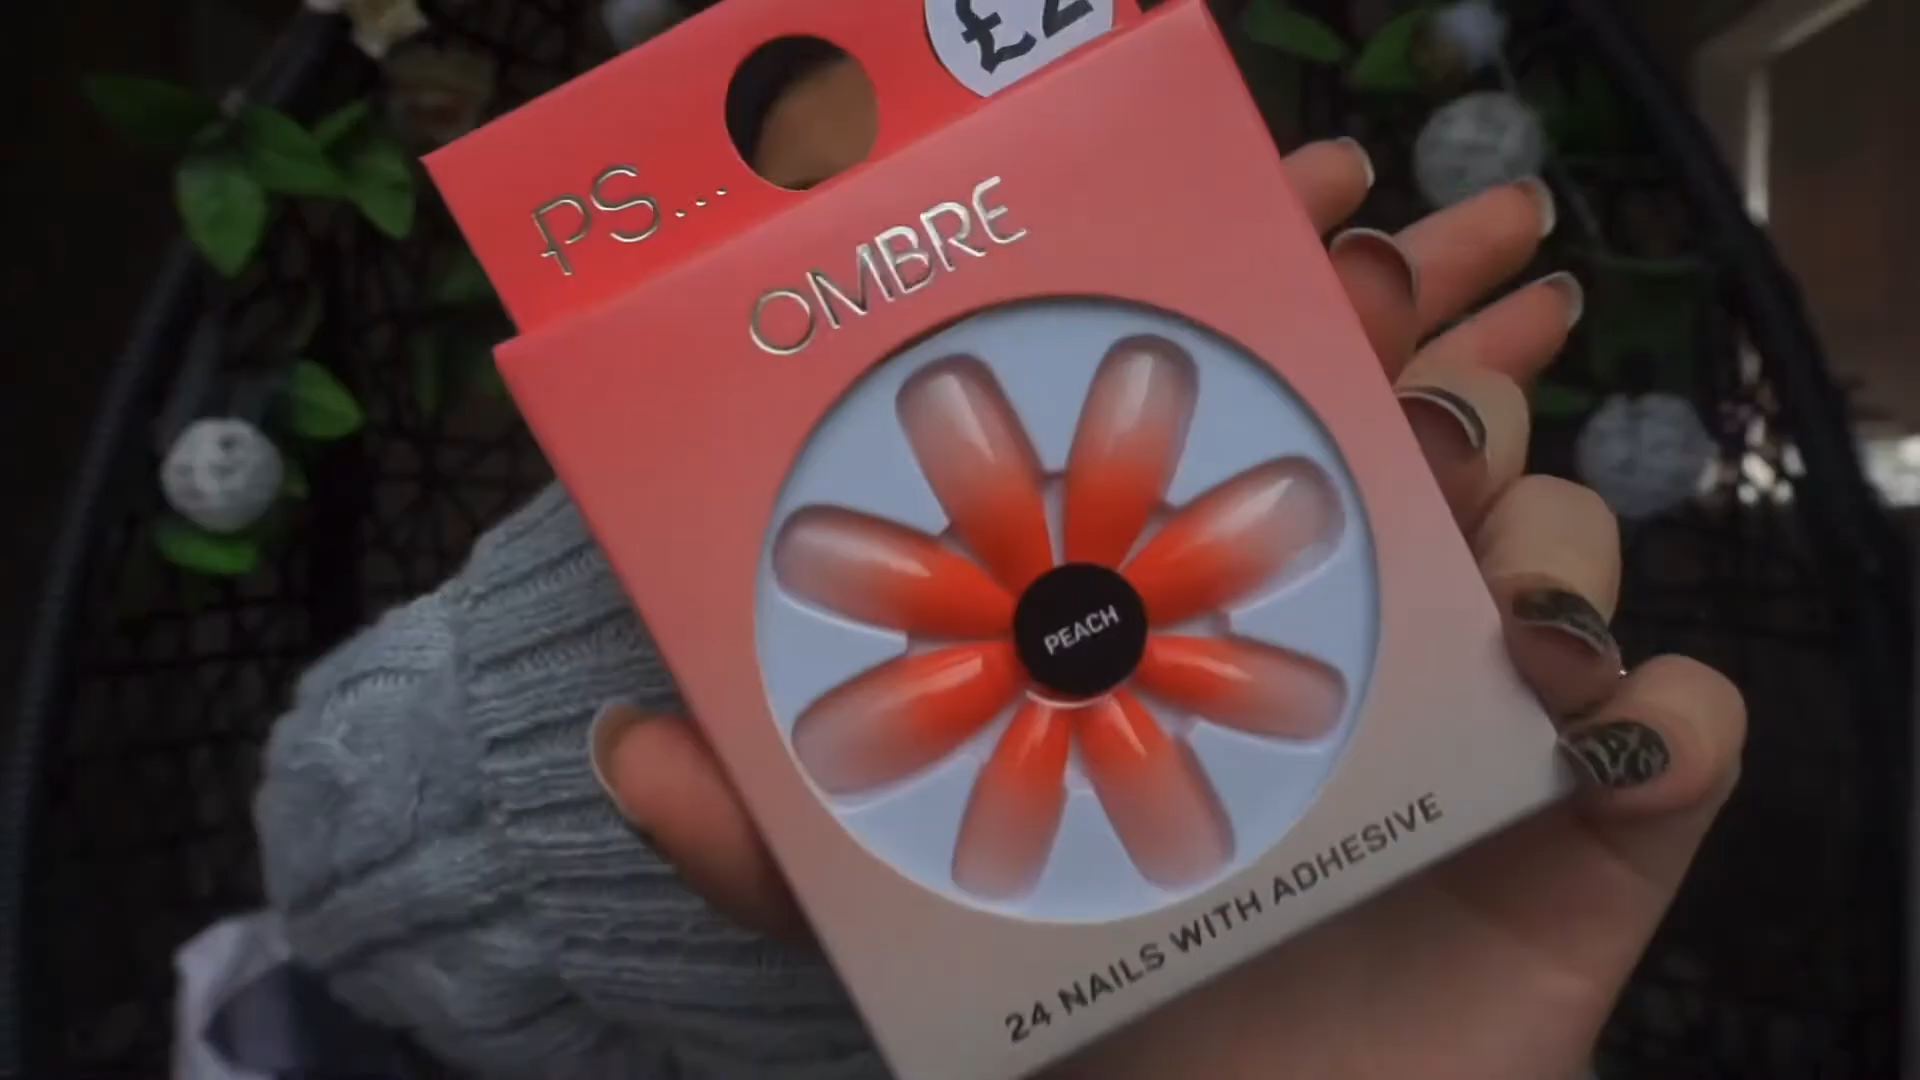 £2
PS...
OMBRE
PEACH
24 NAILS WITH ADHESIVE